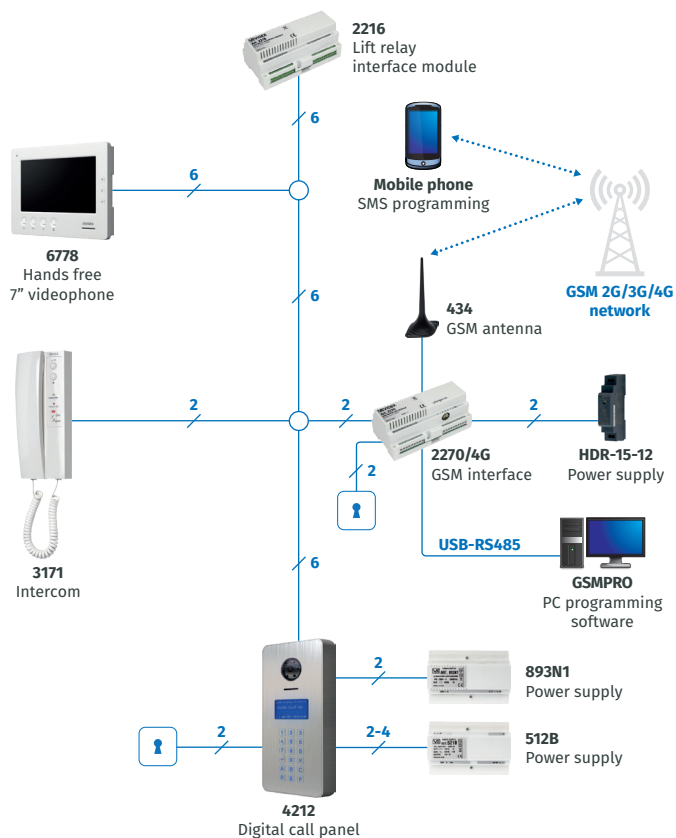 2216
Lift relay
interface module
6
Mobile phone
SMS programming
GSM 2G/3G/4G
network
6
6778
Hands free
7” videophone
6
434
GSM antenna
2
2
2
2270/4G
GSM interface
HDR-15-12
Power supply
2
3171
Intercom
6
USB-RS485
GSMPRO
PC programming
software
2
893N1
Power supply
2
2-4
512B
Power supply
4212
Digital call panel